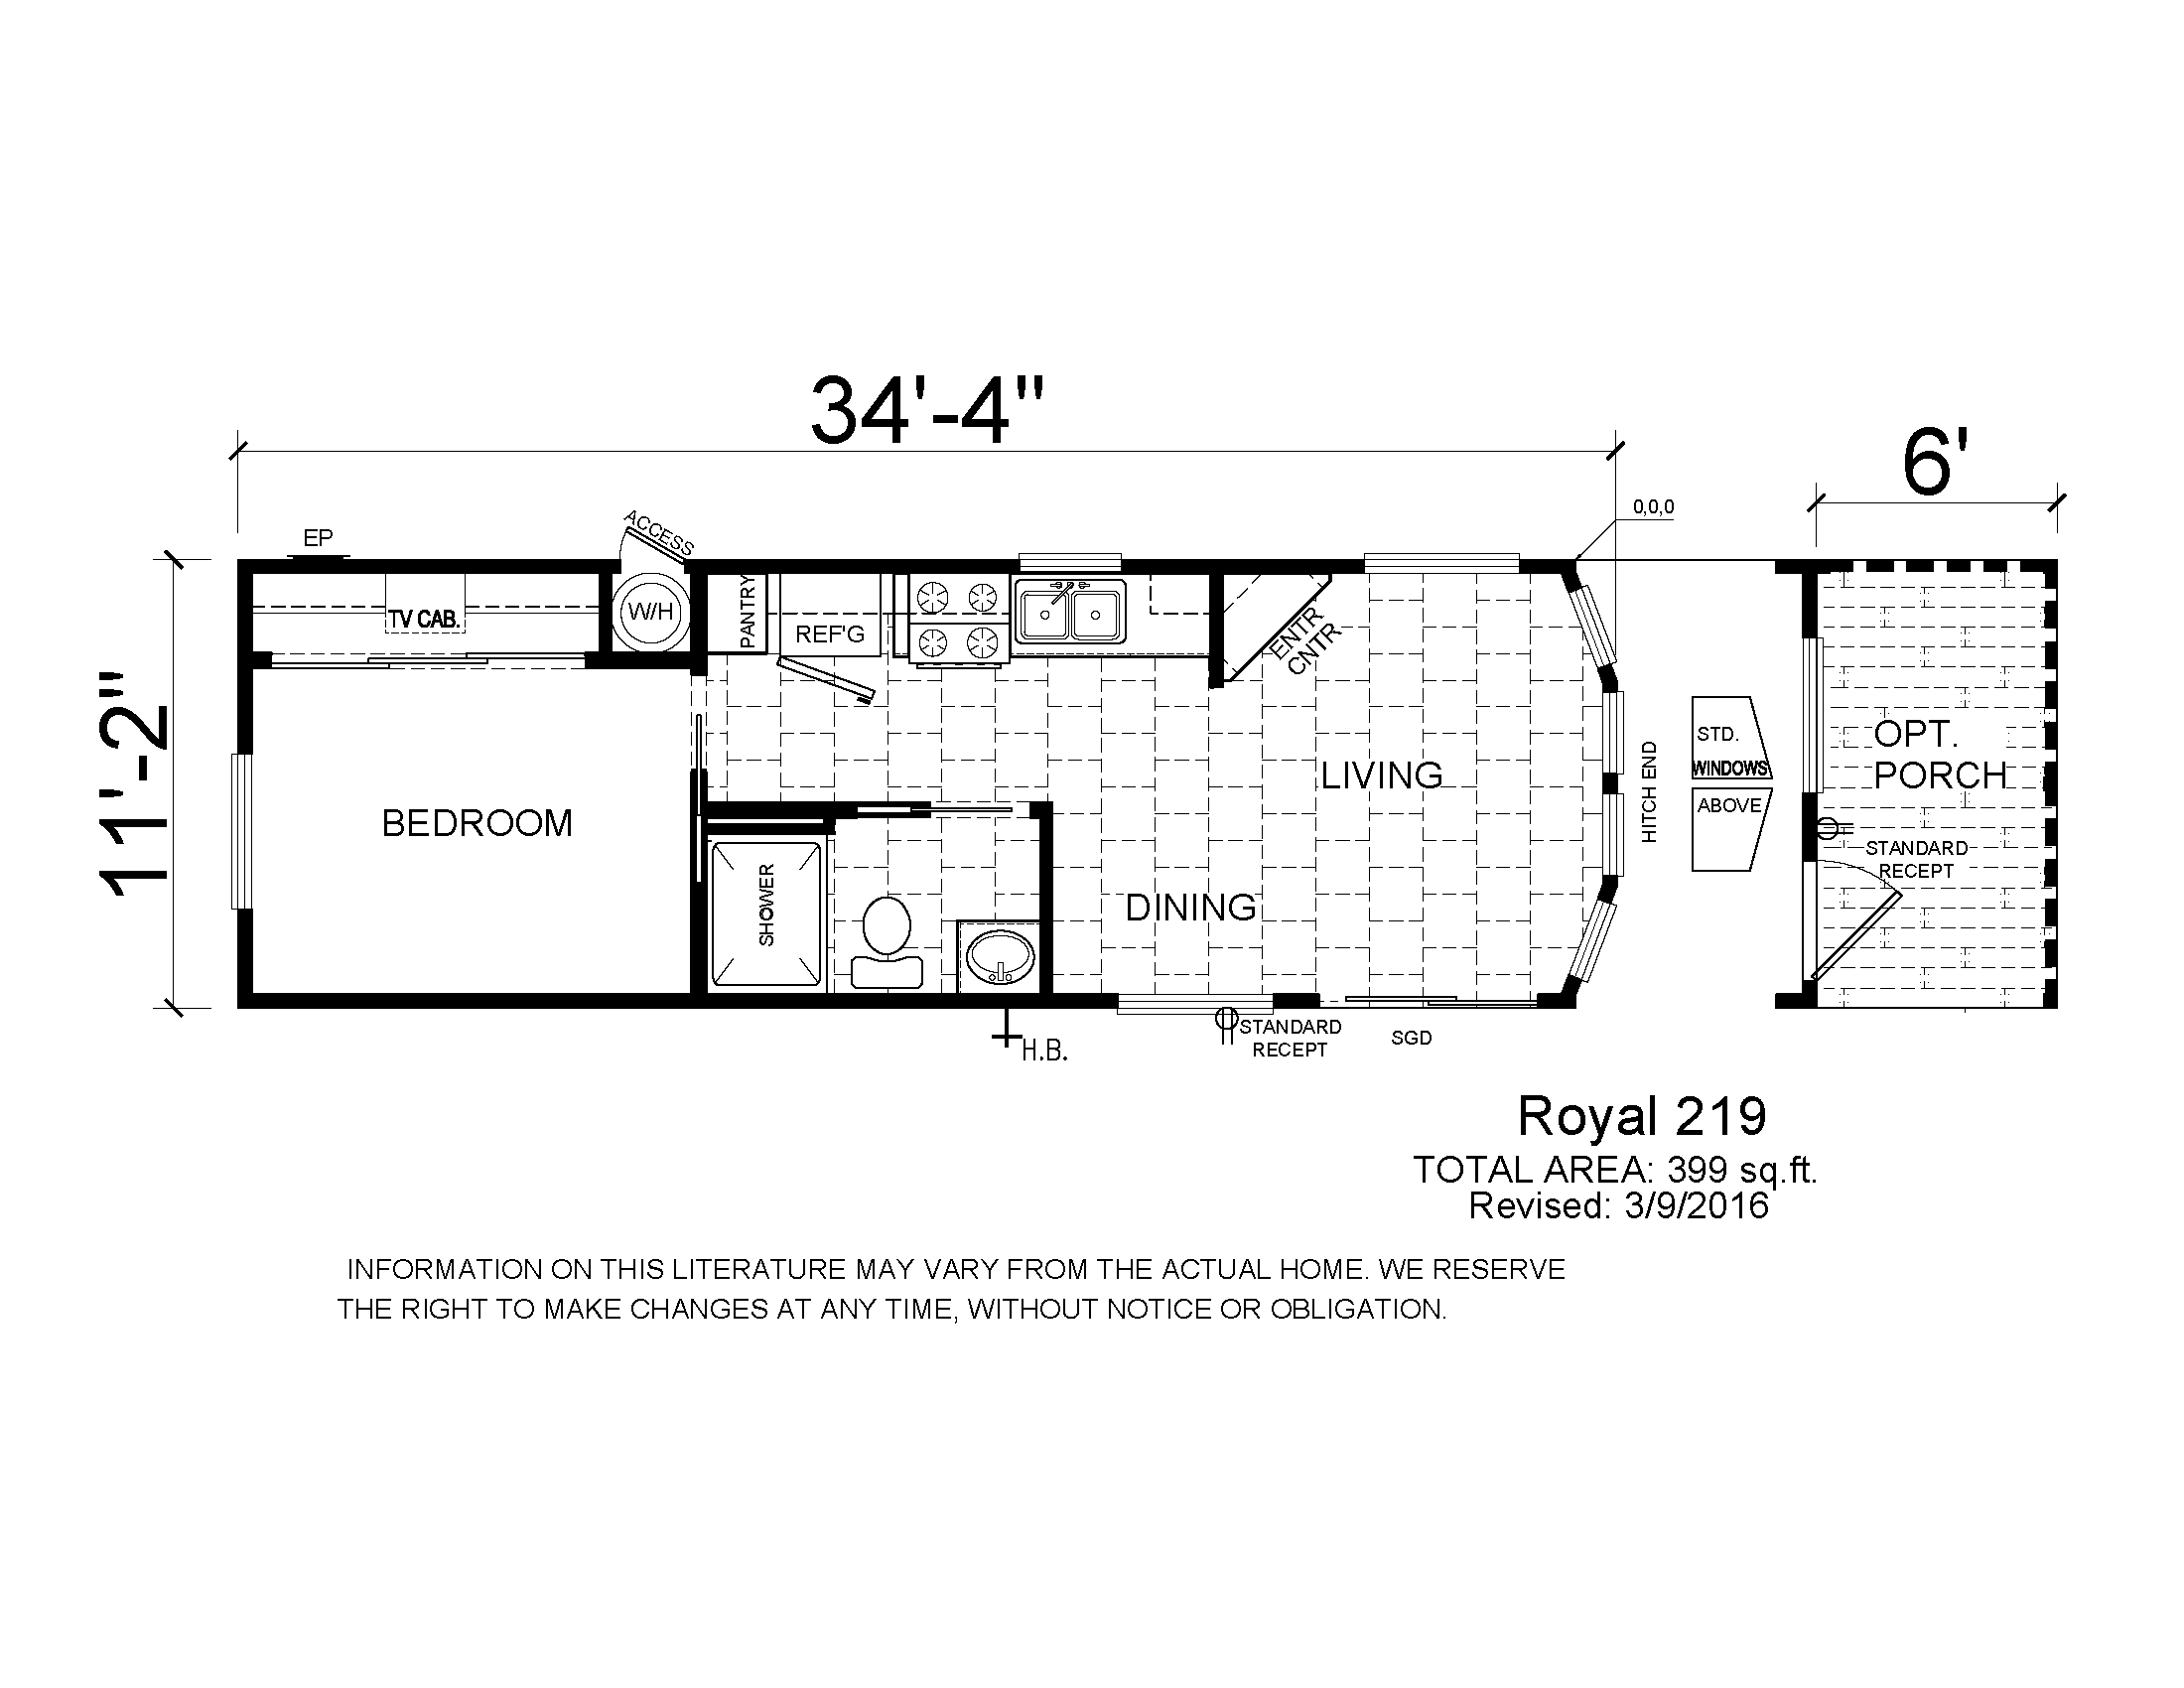 34'-4"
6'
0,0,0
EP
ACCESS
11'-2"
TV CAB.
W/H
PANTRY
REF'G
ENTR
CNTR
BEDROOM
LIVING
HITCH END
STD.
WINDOWS
ABOVE
OPT.
PORCH
STANDARD
RECEPT
SHOWER
DINING
H.B.
STANDARD
RECEPT
SGD
Royal 219
TOTAL AREA: 399 sq.ft.
Revised: 3/9/2016
INFORMATION ON THIS LITERATURE MAY VARY FROM THE ACTUAL HOME. WE RESERVE
THE RIGHT TO MAKE CHANGES AT ANY TIME, WITHOUT NOTICE OR OBLIGATION.